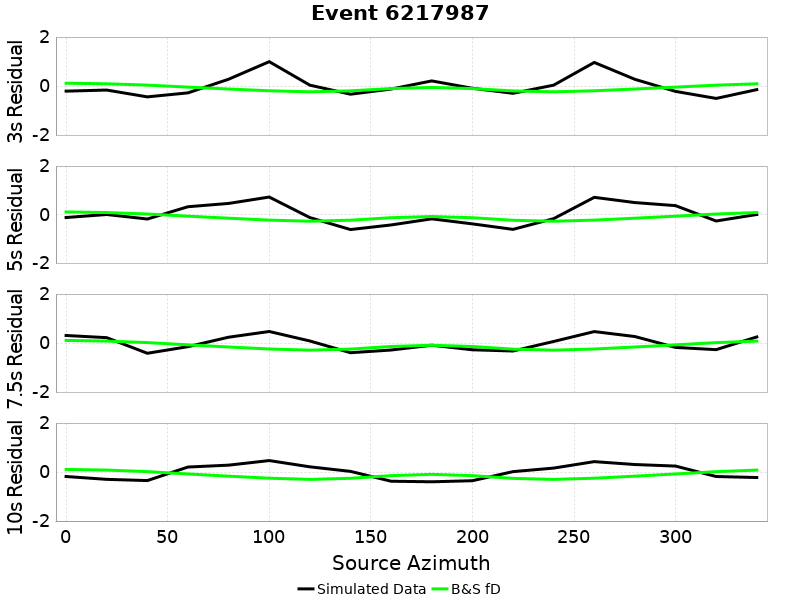 Event 6217987
3s Residual
2
0
-2
5s Residual
2
0
-2
7.5s Residual
2
0
-2
10s Residual
2
0
-2
0 50 100 150 200 250 300
Source Azimuth
Simulated Data B&S fD